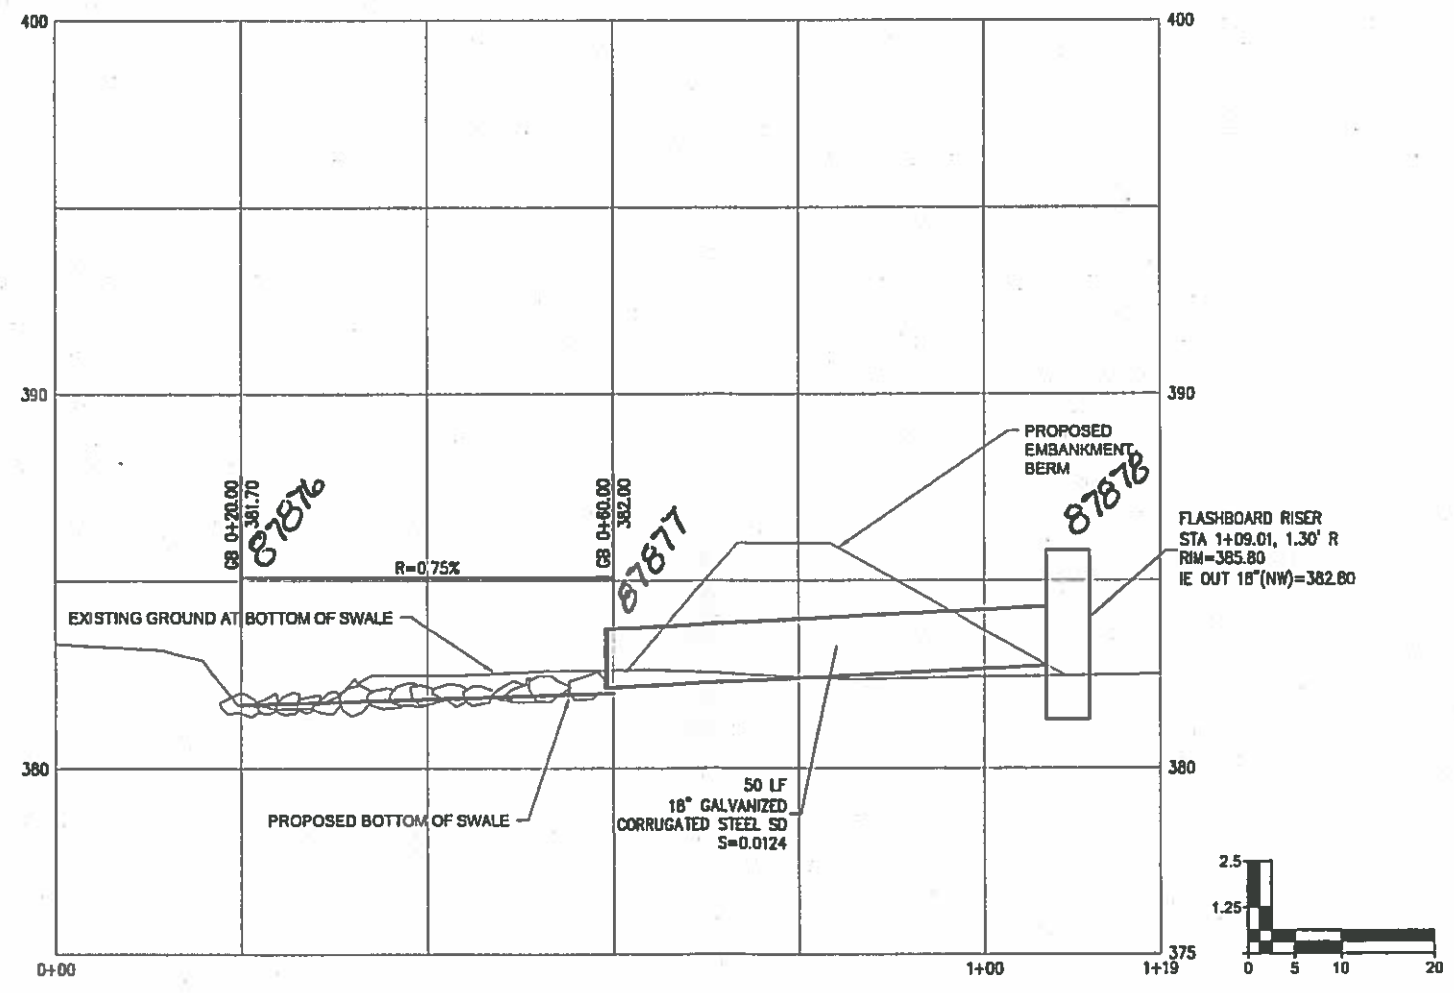 400
400
390
390
PROPOSED
EMBANKMENT
BERM
GB 0+20.00
381.70
87876
GB 0+60.00
382.00
87877
87878
FLASHBOARD RISER
STA 1+09.01, 1.30' R
RIM=385.80
IE OUT 18"(NW)=382.80
R=0.75%
EXISTING GROUND AT BOTTOM OF SWALE
380
380
50 LF
18" GALVANIZED
CORRUGATED STEEL SD
S=0.0124
PROPOSED BOTTOM OF SWALE
2.5
1.25
375
0+00
1+00
1+19
0
5
10
20